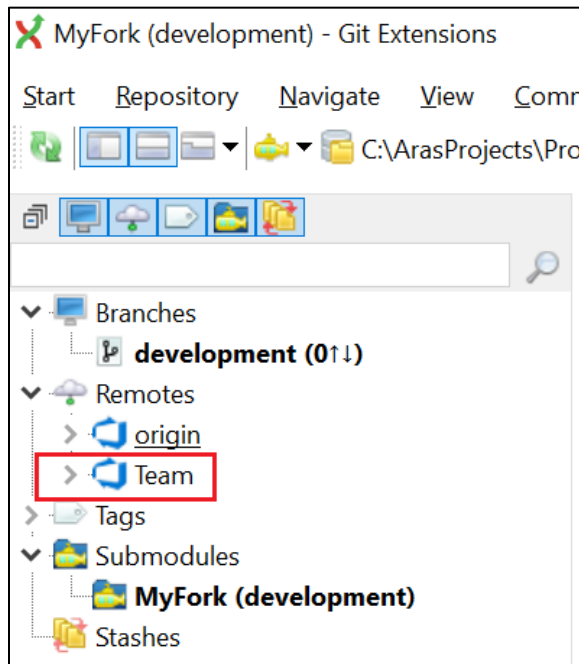 MyFork (development) - Git Extensions
Start Repository Navigate View Comm
C:\ArasProjects\Pro
Branches
development (0↑↓)
Remotes
origin
Team
Tags
Submodules
MyFork (development)
Stashes